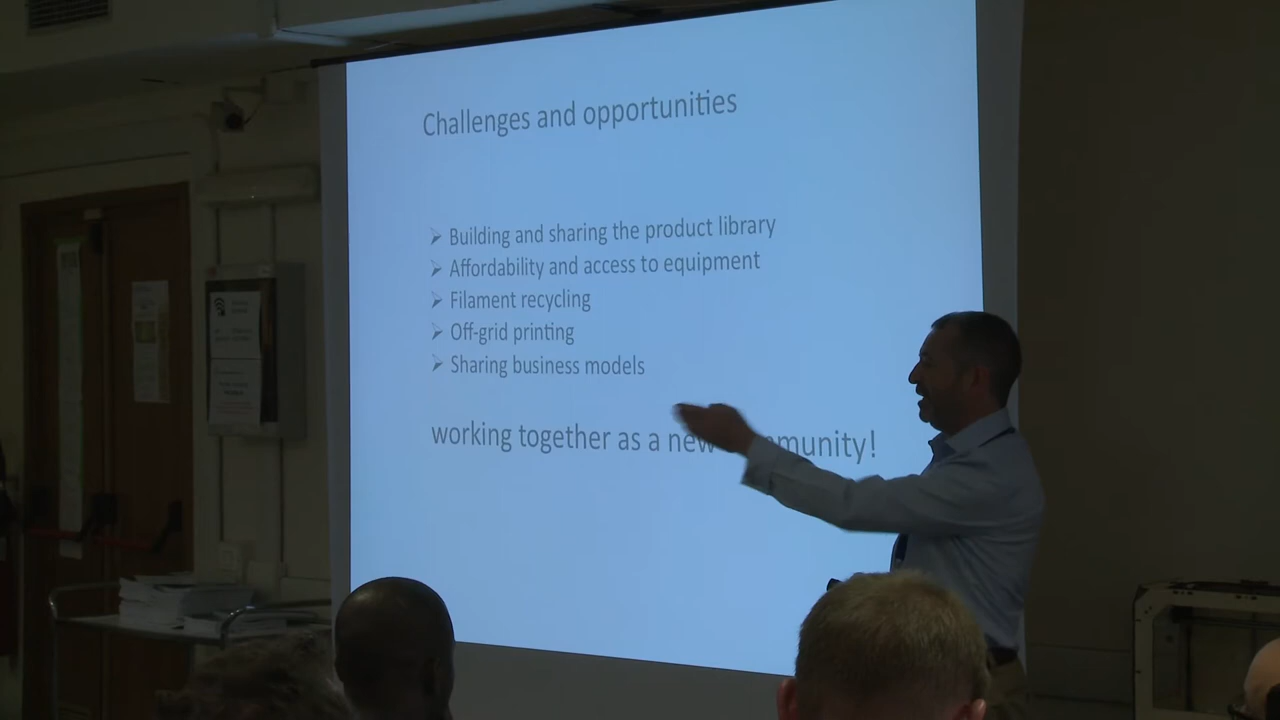 Challenges and opportunities
Building and sharing the product library
Affordability and access to equipment
Filament recycling
Off-grid printing
Sharing business models
working together as a new munity!